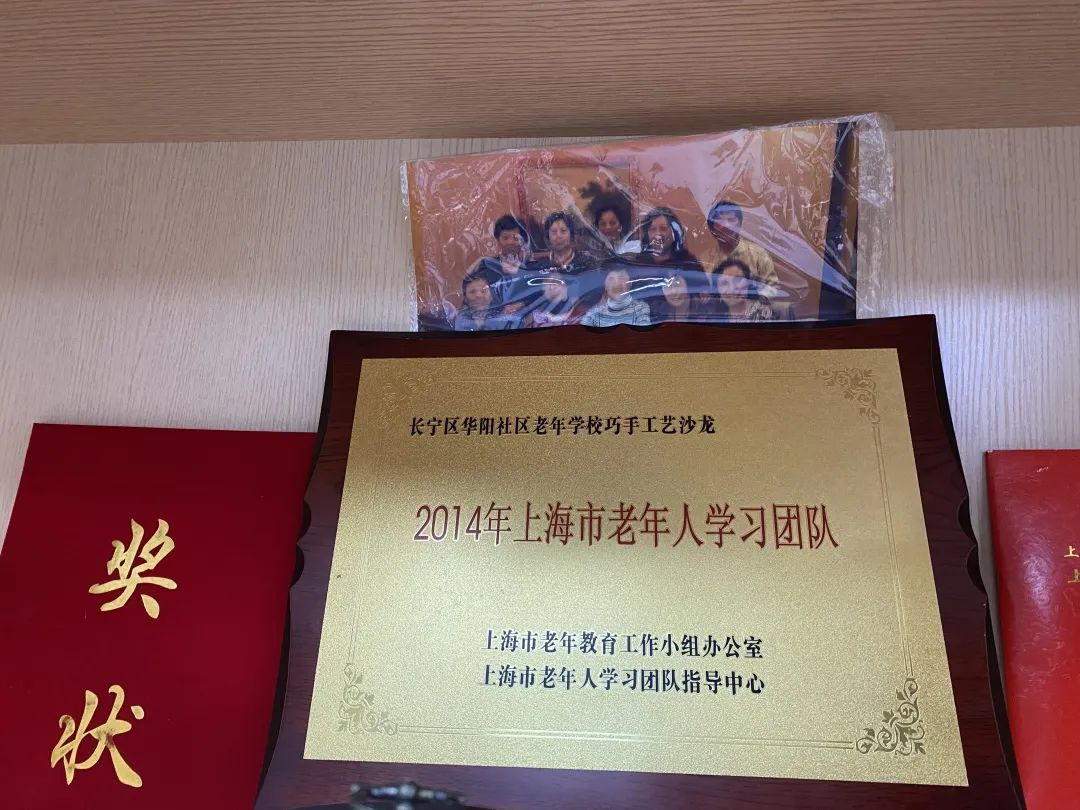 长宁区华阳社区老年学校巧手工艺沙龙
2014年上海市老年人学习团队
上海市老年教育工作小组办公室
上海市老年人学习团队指导中心
奖
状
上
上